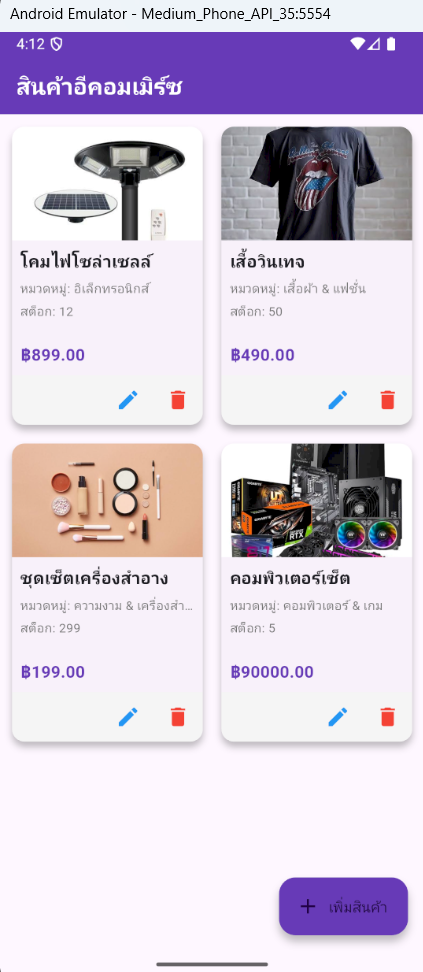 Android Emulator - Medium_Phone_API_35:5554
4:12
สินค้าอีคอมเมิร์ซ
โคมไฟโซล่าเซลล์
หมวดหมู่: อิเล็กทรอนิกส์
สต็อก: 12
฿899.00
เสื้อวินเทจ
หมวดหมู่: เสื้อผ้า & แฟชั่น
สต็อก: 50
฿490.00
ชุดเซ็ตเครื่องสำอาง
หมวดหมู่: ความงาม & เครื่องสำ...
สต็อก: 299
฿199.00
GIGABYTE
RTX
คอมพิวเตอร์เซ็ต
หมวดหมู่: คอมพิวเตอร์ & เกม
สต็อก: 5
฿90000.00
เพิ่มสินค้า